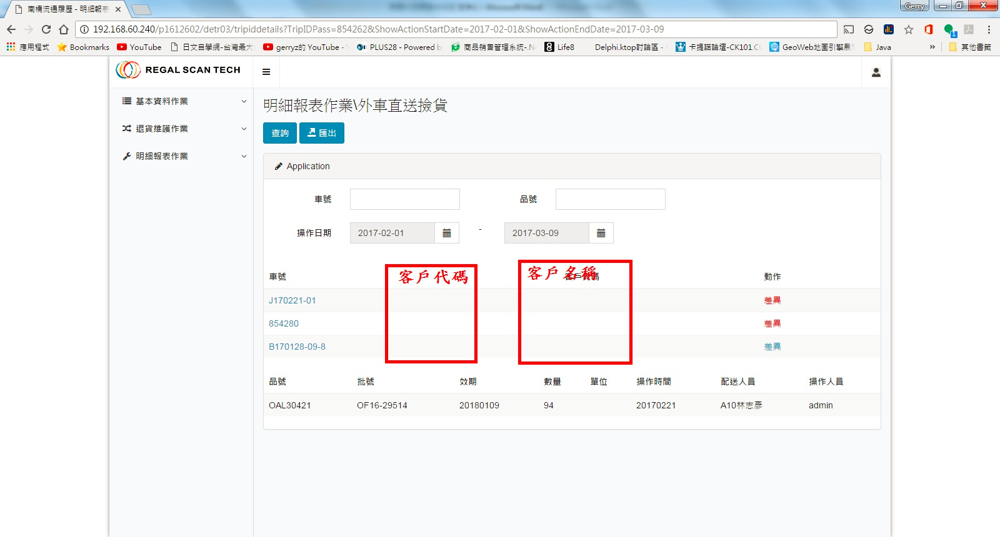 南橋流通履歷 - 明細報表
Gerry
192.168.60.240/p1612602/detr03/tripiddetails?TripIDPass=854262&ShowActionStartDate=2017-02-01&ShowActionEndDate=2017-03-09
應用程式 Bookmarks YouTube 日文自學網-台灣最大 gerryz的 YouTube - PLUS28 - Powered b 商品銷售管理系統-.N Life8 Delphi.ktop討論區 - 卡提諾論壇-CK101.C GeoWeb地圖引擎展示 Java » 其他書籤
REGAL SCAN TECH
基本資料作業
退貨維護作業
明細報表作業
明細報表作業\外車直送撿貨
查詢 匯出
Application
車號 品號
操作日期 2017-02-01 - 2017-03-09
車號 客戶代碼 客戶名稱 動作
J170221-01 差異
854280 差異
B170128-09-8 差異
品號 批號 效期 數量 單位 操作時間 配送人員 操作人員
OAL30421 OF16-29514 20180109 94 20170221 A10林志彥 admin